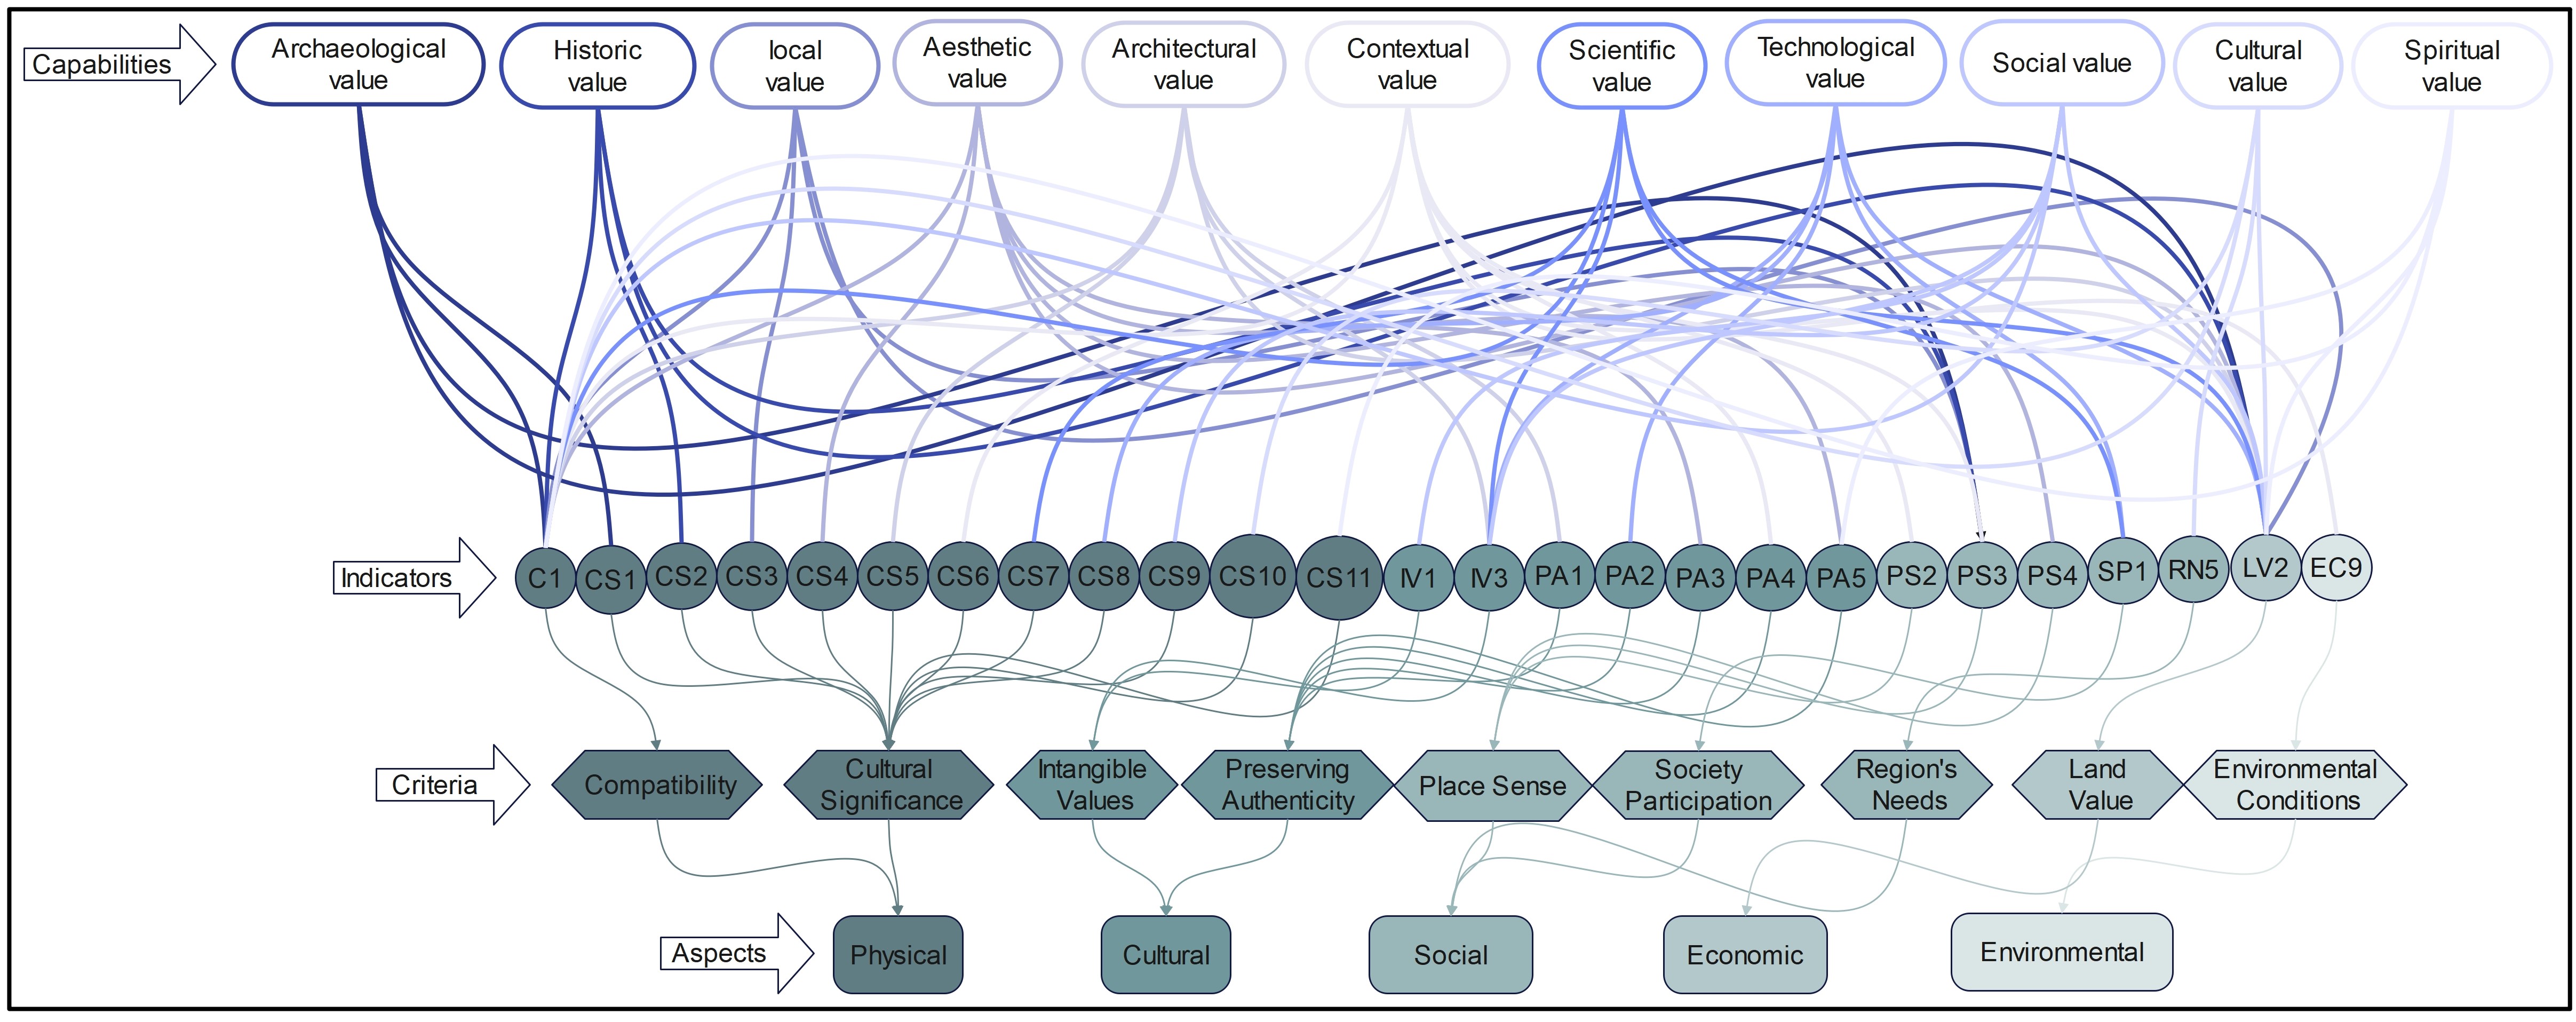 Capabilities
Archaeological
value
Historic
value
local
value
Aesthetic
value
Architectural
value
Contextual
value
Scientific
value
Technological
value
Social value
Cultural
value
Spiritual
value
Indicators
C1
CS1
CS2
CS3
CS4
CS5
CS6
CS7
CS8
CS9
CS10
CS11
IV1
IV3
PA1
PA2
PA3
PA4
PA5
PS2
PS3
PS4
SP1
RN5
LV2
EC9
Criteria
Compatibility
Cultural
Significance
Intangible
Values
Preserving
Authenticity
Place Sense
Society
Participation
Region's
Needs
Land
Value
Environmental
Conditions
Aspects
Physical
Cultural
Social
Economic
Environmental